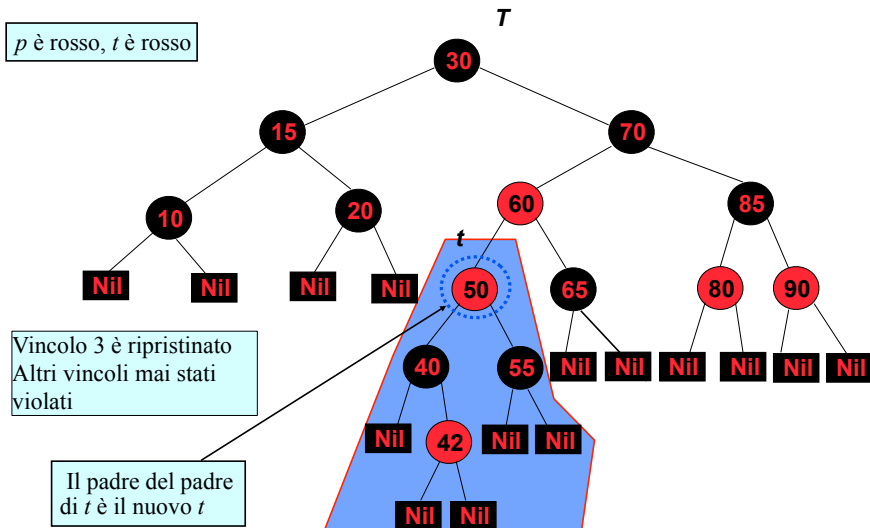 T
p è rosso, t è rosso
30
15
70
10
20
60
85
t
Nil
Nil
Nil
Nil
50
65
80
90
Vincolo 3 è ripristinato
Altri vincoli mai stati
violati
40
55
Nil
Nil
Nil
Nil
Nil
Nil
Nil
42
Nil
Nil
Il padre del padre
di t è il nuovo t
Nil
Nil